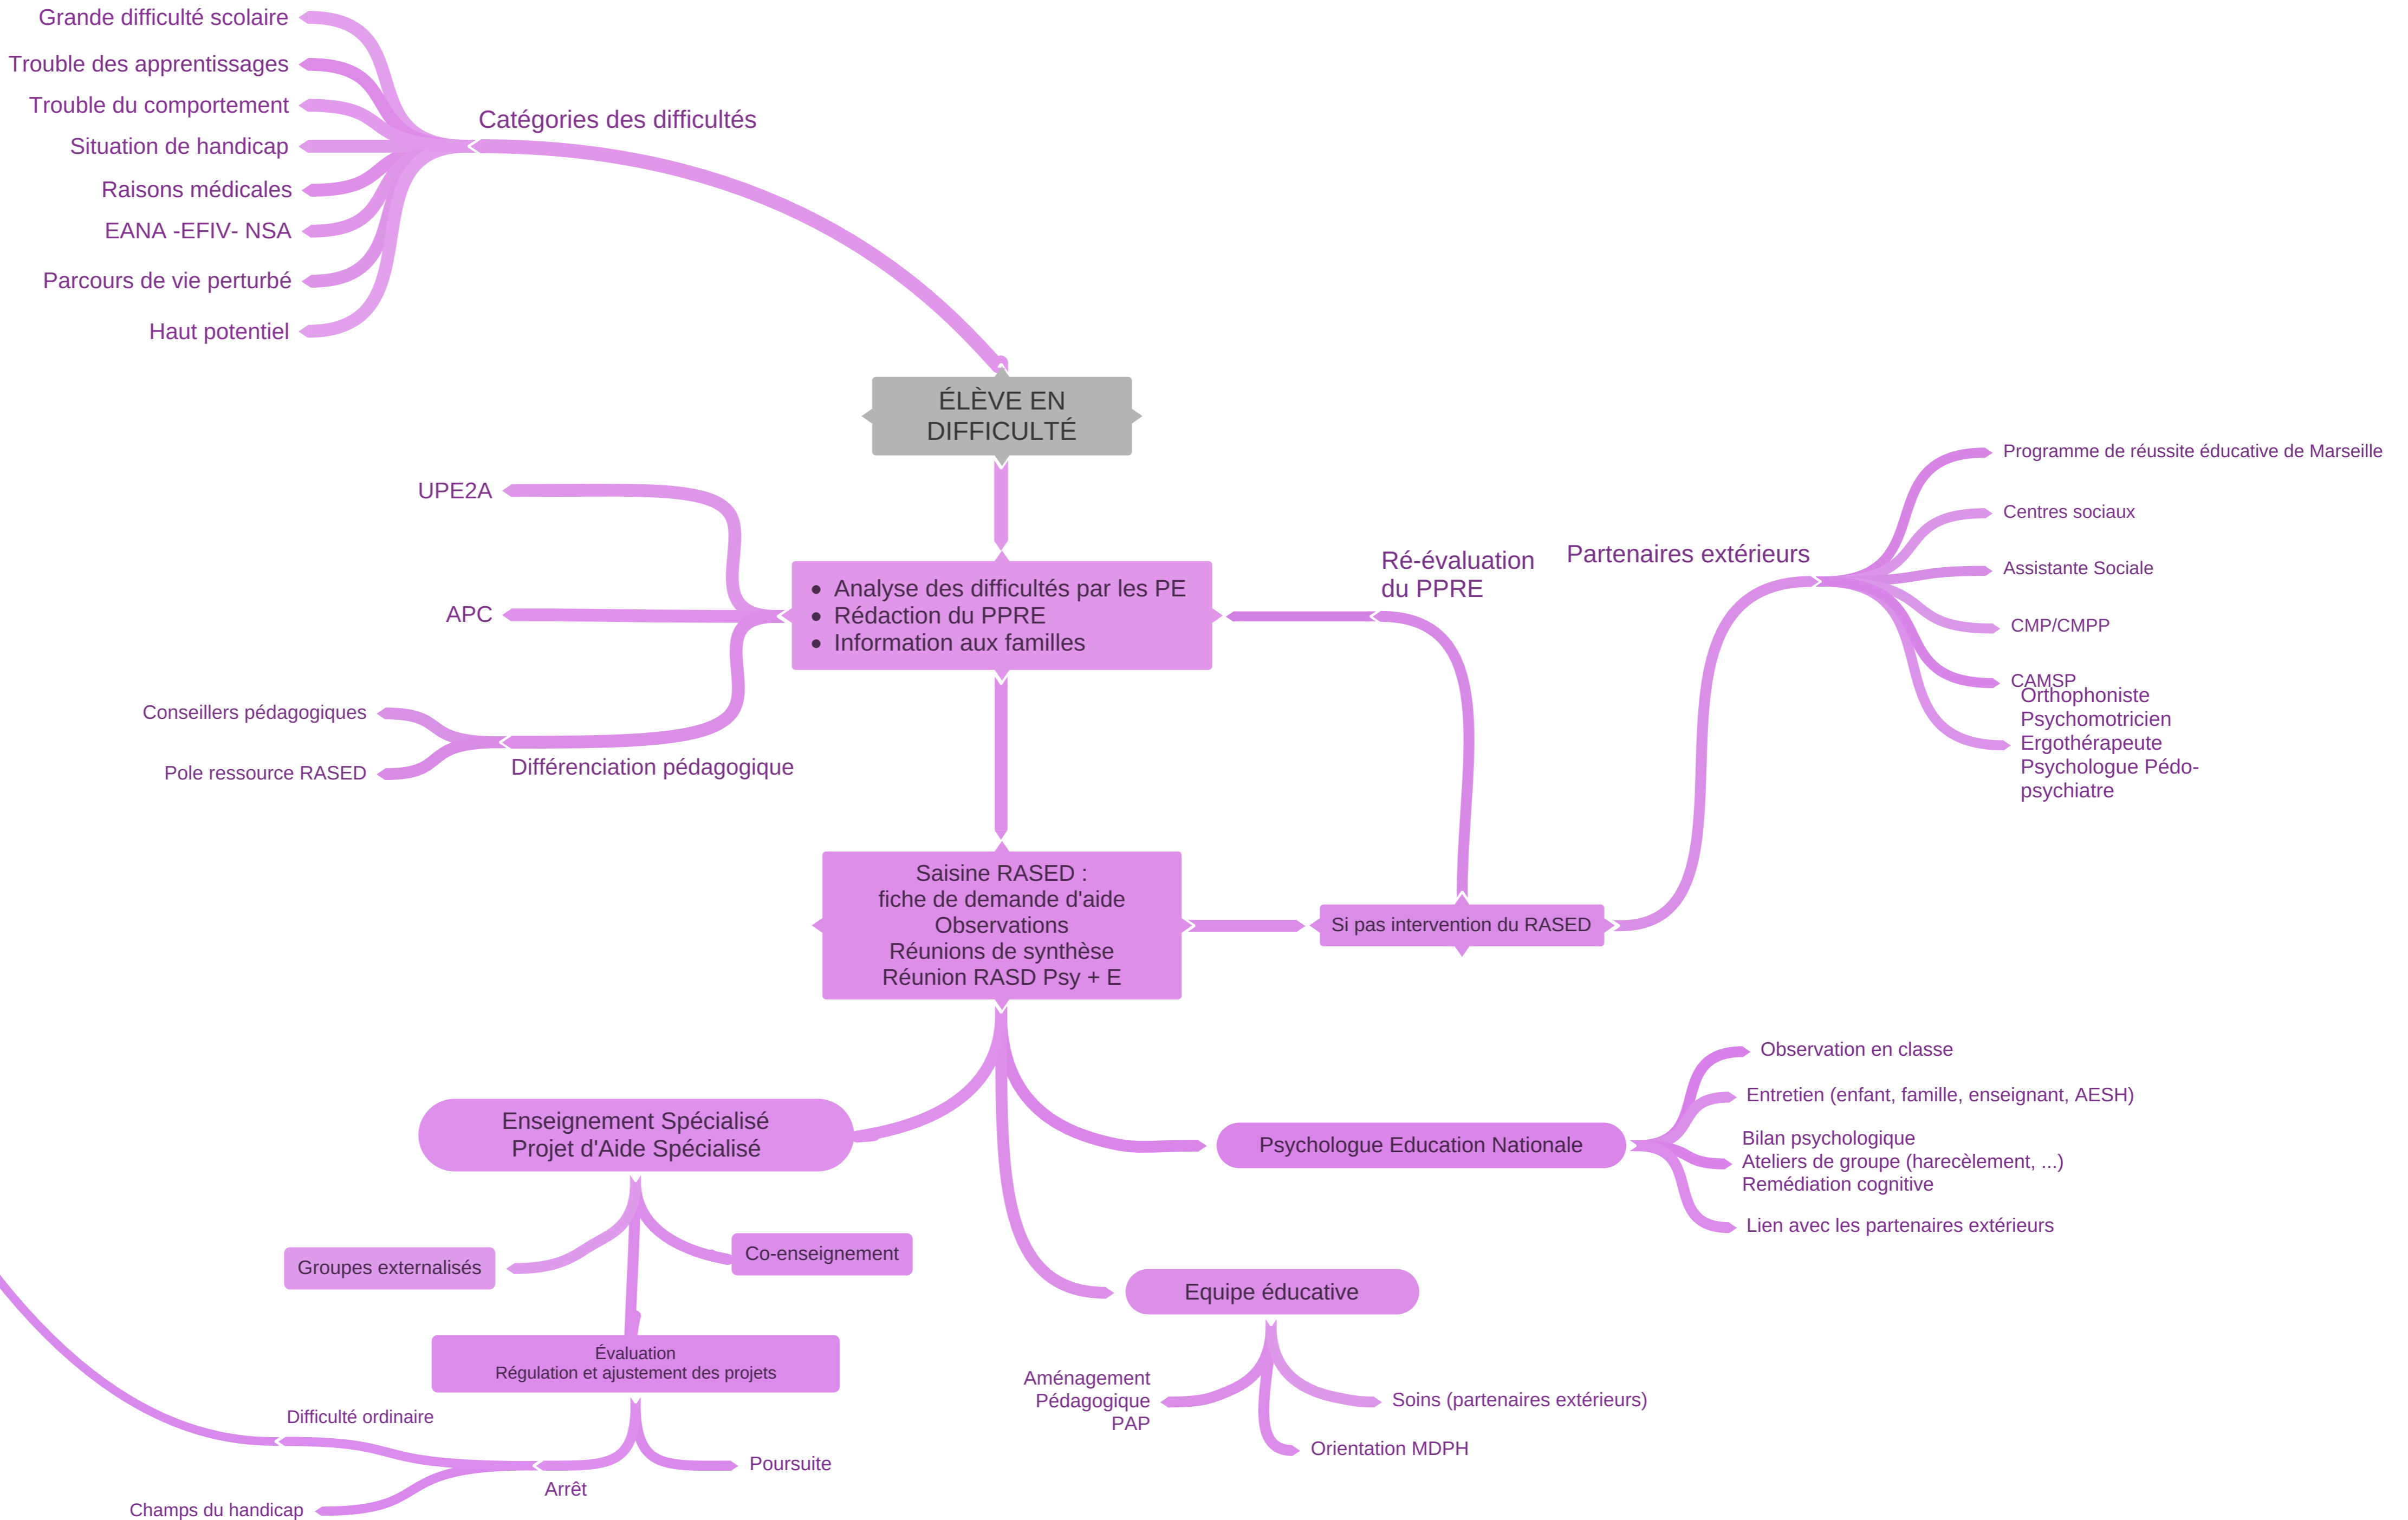 Grande difficulté scolaire
Trouble des apprentissages
Trouble du comportement
Situation de handicap
Raisons médicales
EANA -EFIV- NSA
Parcours de vie perturbé
Haut potentiel
Catégories des difficultés
ÉLÈVE EN
DIFFICULTÉ
UPE2A
APC
Conseillers pédagogiques
Pole ressource RASED
Différenciation pédagogique
• Analyse des difficultés par les PE
• Rédaction du PPRE
• Information aux familles
Ré-évaluation
du PPRE
Partenaires extérieurs
Programme de réussite éducative de Marseille
Centres sociaux
Assistante Sociale
CMP/CMPP
CAMSP
Orthophoniste
Psychomotricien
Ergothérapeute
Psychologue Pédo-
psychiatre
Saisine RASED :
fiche de demande d'aide
Observations
Réunions de synthèse
Réunion RASD Psy + E
Si pas intervention du RASED
Enseignement Spécialisé
Projet d'Aide Spécialisé
Groupes externalisés
Co-enseignement
Évaluation
Régulation et ajustement des projets
Difficulté ordinaire
Champs du handicap
Arrêt
Poursuite
Psychologue Education Nationale
Observation en classe
Entretien (enfant, famille, enseignant, AESH)
Bilan psychologique
Ateliers de groupe (harecèlement, ...)
Remédiation cognitive
Lien avec les partenaires extérieurs
Equipe éducative
Aménagement
Pédagogique
PAP
Soins (partenaires extérieurs)
Orientation MDPH